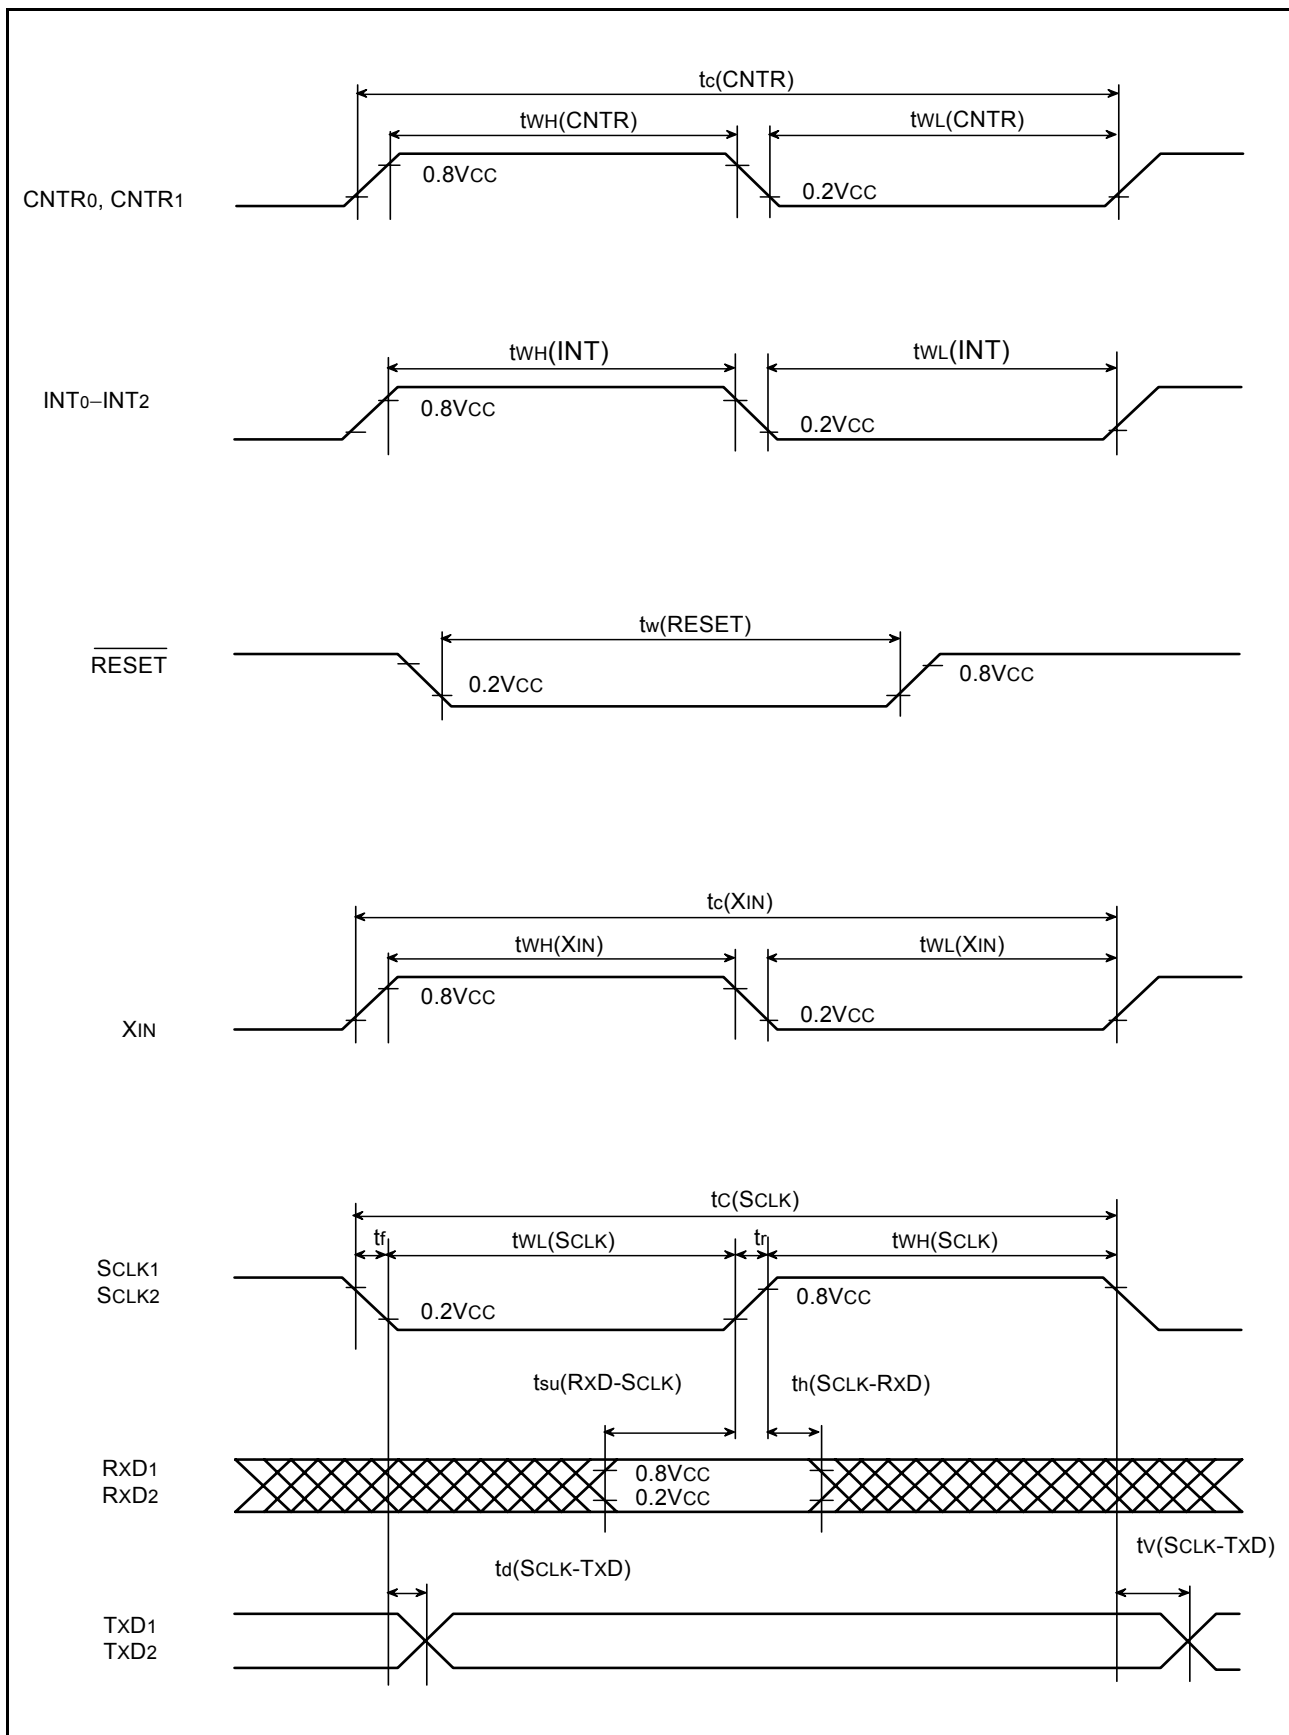 tc(CNTR)
tWH(CNTR) tWL(CNTR)
0.8VCC
CNTR0, CNTR1 0.2VCC
tWH(INT) tWL(INT)
INT0–INT2 0.8VCC
0.2VCC
tw(RESET)
RESET 0.8VCC
0.2VCC
tc(XIN)
tWH(XIN) tWL(XIN)
0.8VCC
XIN 0.2VCC
tC(SCLK)
tf tWL(SCLK) tr tWH(SCLK)
SCLK1
SCLK2 0.2VCC 0.8VCC
tsu(RXD-SCLK) th(SCLK-RXD)
RXD1 0.8VCC
RXD2 0.2VCC
td(SCLK-TXD) tV(SCLK-TXD)
TXD1
TXD2